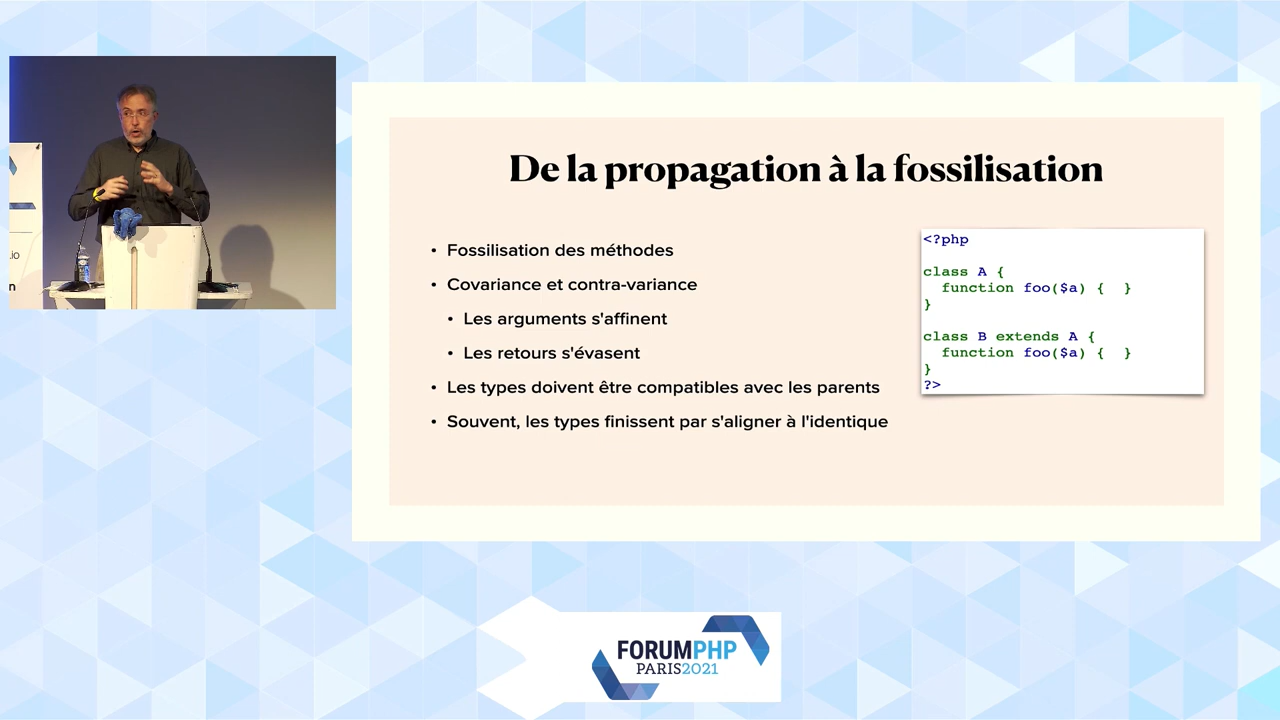 De la propagation à la fossilisation
• Fossilisation des méthodes
• Covariance et contra-variance
• Les arguments s'affinent
• Les retours s'évasent
• Les types doivent être compatibles avec les parents
• Souvent, les types finissent par s'aligner à l'identique
<?php
class A {
function foo($a) { }
}
class B extends A {
function foo($a) { }
}
?>
.io
n
FORUMPHP
PARIS2021